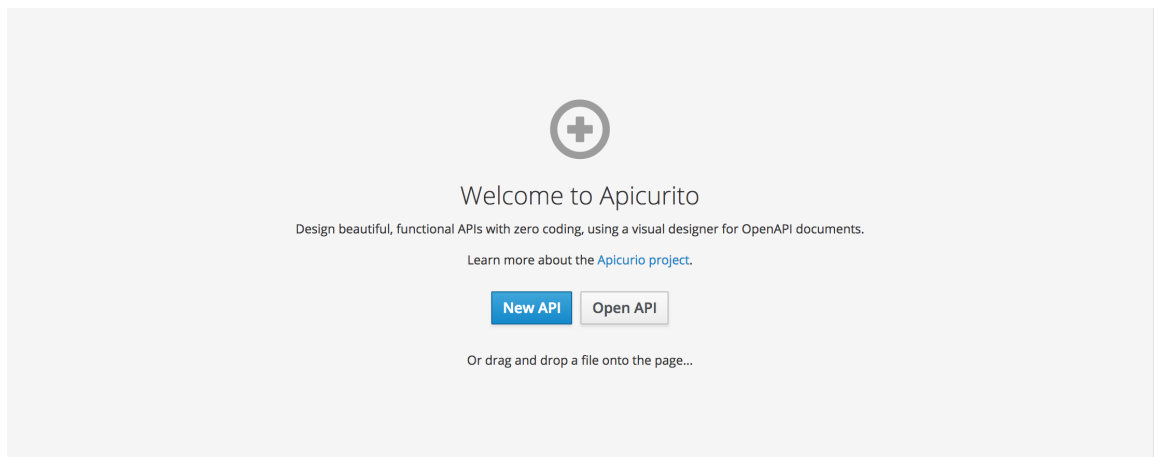 Welcome to Apicurito
Design beautiful, functional APIs with zero coding, using a visual designer for OpenAPI documents.
Learn more about the Apicurio project.
New API Open API
Or drag and drop a file onto the page...